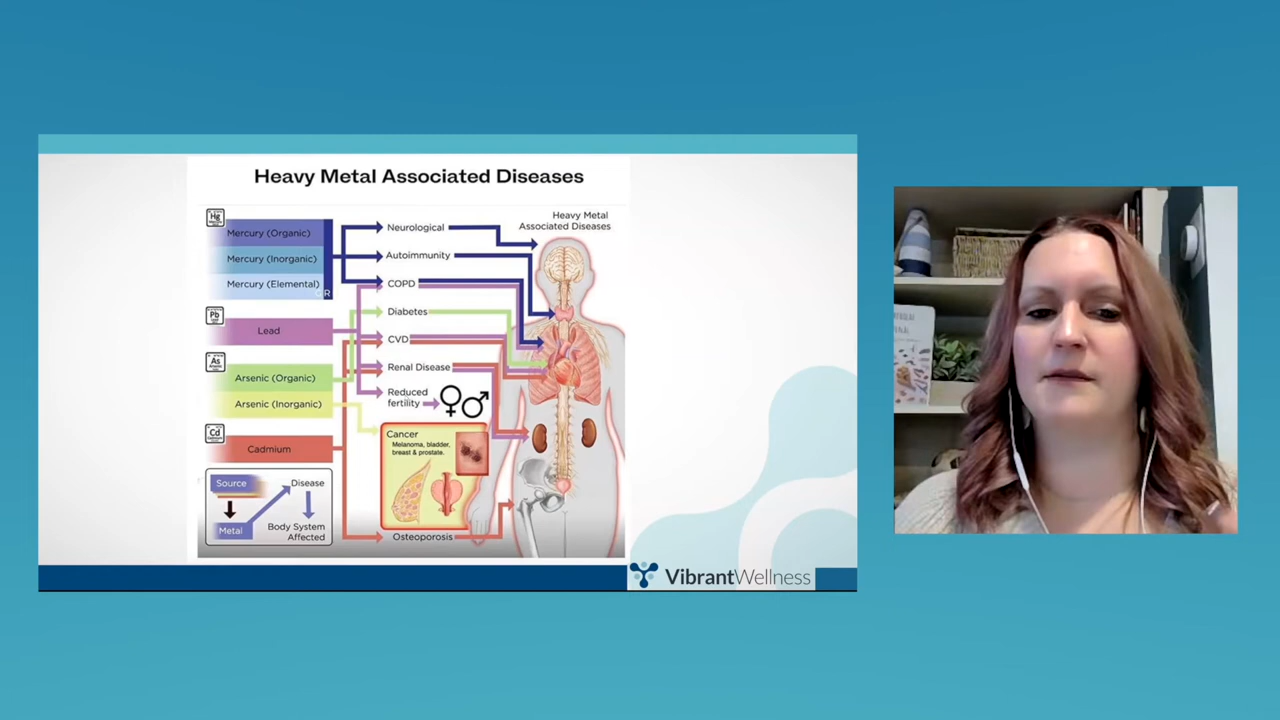 Heavy Metal Associated Diseases
Heavy Metal
Associated Diseases
Hg
Mercury (Organic)
Mercury (Inorganic)
Mercury (Elemental)
Pb
Lead
As
Arsenic (Organic)
Arsenic (Inorganic)
Cd
Cadmium
Neurological
Autoimmunity
COPD
Diabetes
CVD
Renal Disease
Reduced
fertility
Cancer
Melanoma, bladder,
breast & prostate.
Osteoporosis
Source
Metal
Disease
Body System
Affected
VibrantWellness